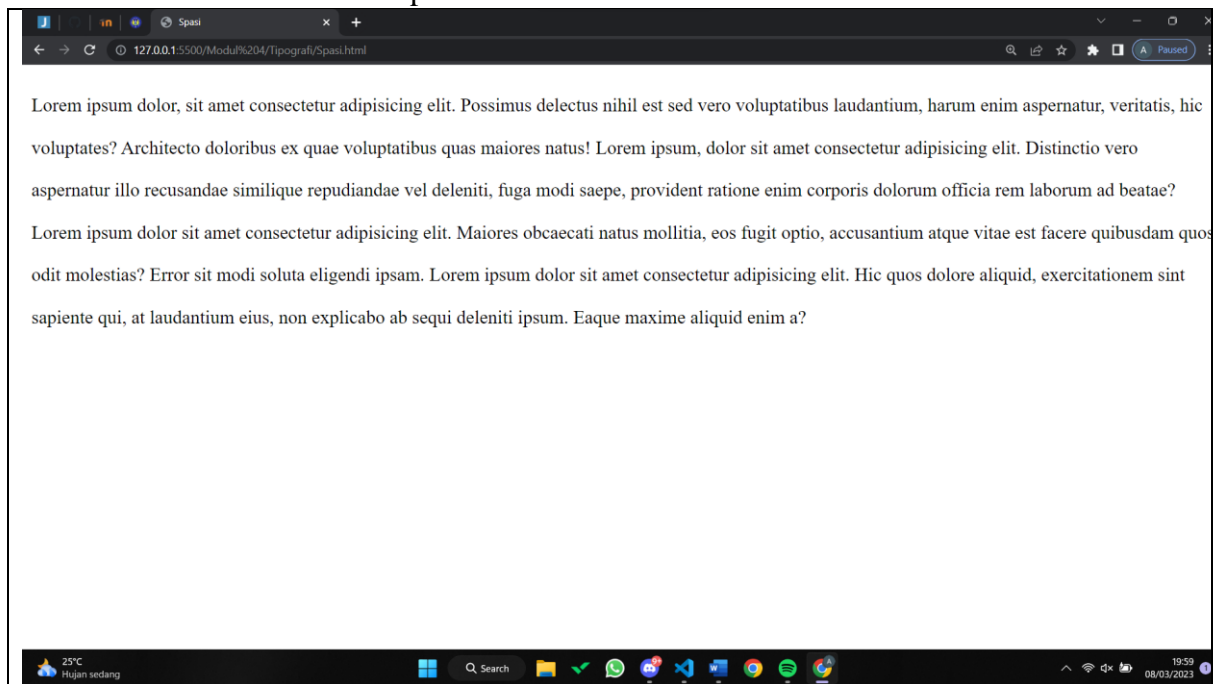 Spasi
127.0.0.1:5500/Modul%204/Tipografi/Spasi.html
A Paused
Lorem ipsum dolor, sit amet consectetur adipisicing elit. Possimus delectus nihil est sed vero voluptatibus laudantium, harum enim aspernatur, veritatis, hic
voluptates? Architecto doloribus ex quae voluptatibus quas maiores natus! Lorem ipsum, dolor sit amet consectetur adipisicing elit. Distinctio vero
aspernatur illo recusandae similique repudiandae vel deleniti, fuga modi saepe, provident ratione enim corporis dolorum officia rem laborum ad beatae?
Lorem ipsum dolor sit amet consectetur adipisicing elit. Maiores obcaecati natus mollitia, eos fugit optio, accusantium atque vitae est facere quibusdam quos
odit molestias? Error sit modi soluta eligendi ipsam. Lorem ipsum dolor sit amet consectetur adipisicing elit. Hic quos dolore aliquid, exercitationem sint
sapiente qui, at laudantium eius, non explicabo ab sequi deleniti ipsum. Eaque maxime aliquid enim a?
25°C
Hujan sedang
Search
19:59
08/03/2023
1